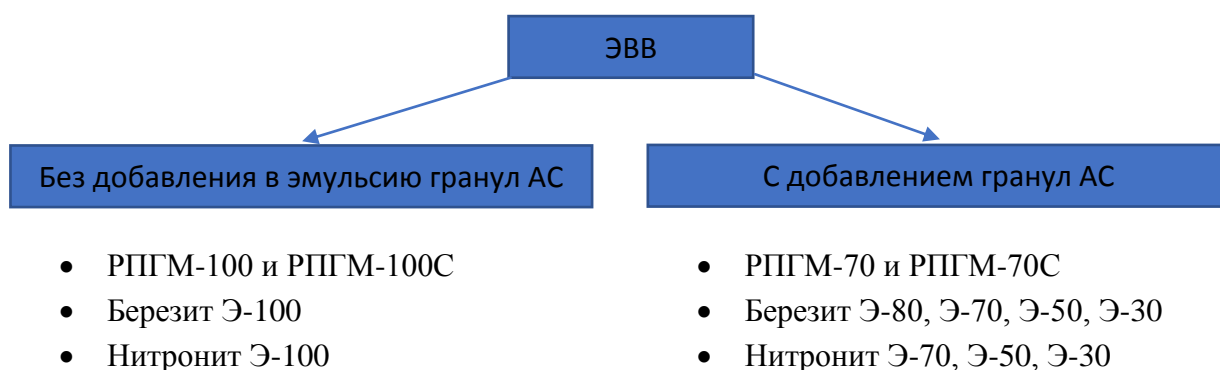 ЭВВ
Без добавления в эмульсию гранул АС
• РПГМ-100 и РПГМ-100С
• Березит Э-100
• Нитронит Э-100
С добавлением гранул АС
• РПГМ-70 и РПГМ-70С
• Березит Э-80, Э-70, Э-50, Э-30
• Нитронит Э-70, Э-50, Э-30